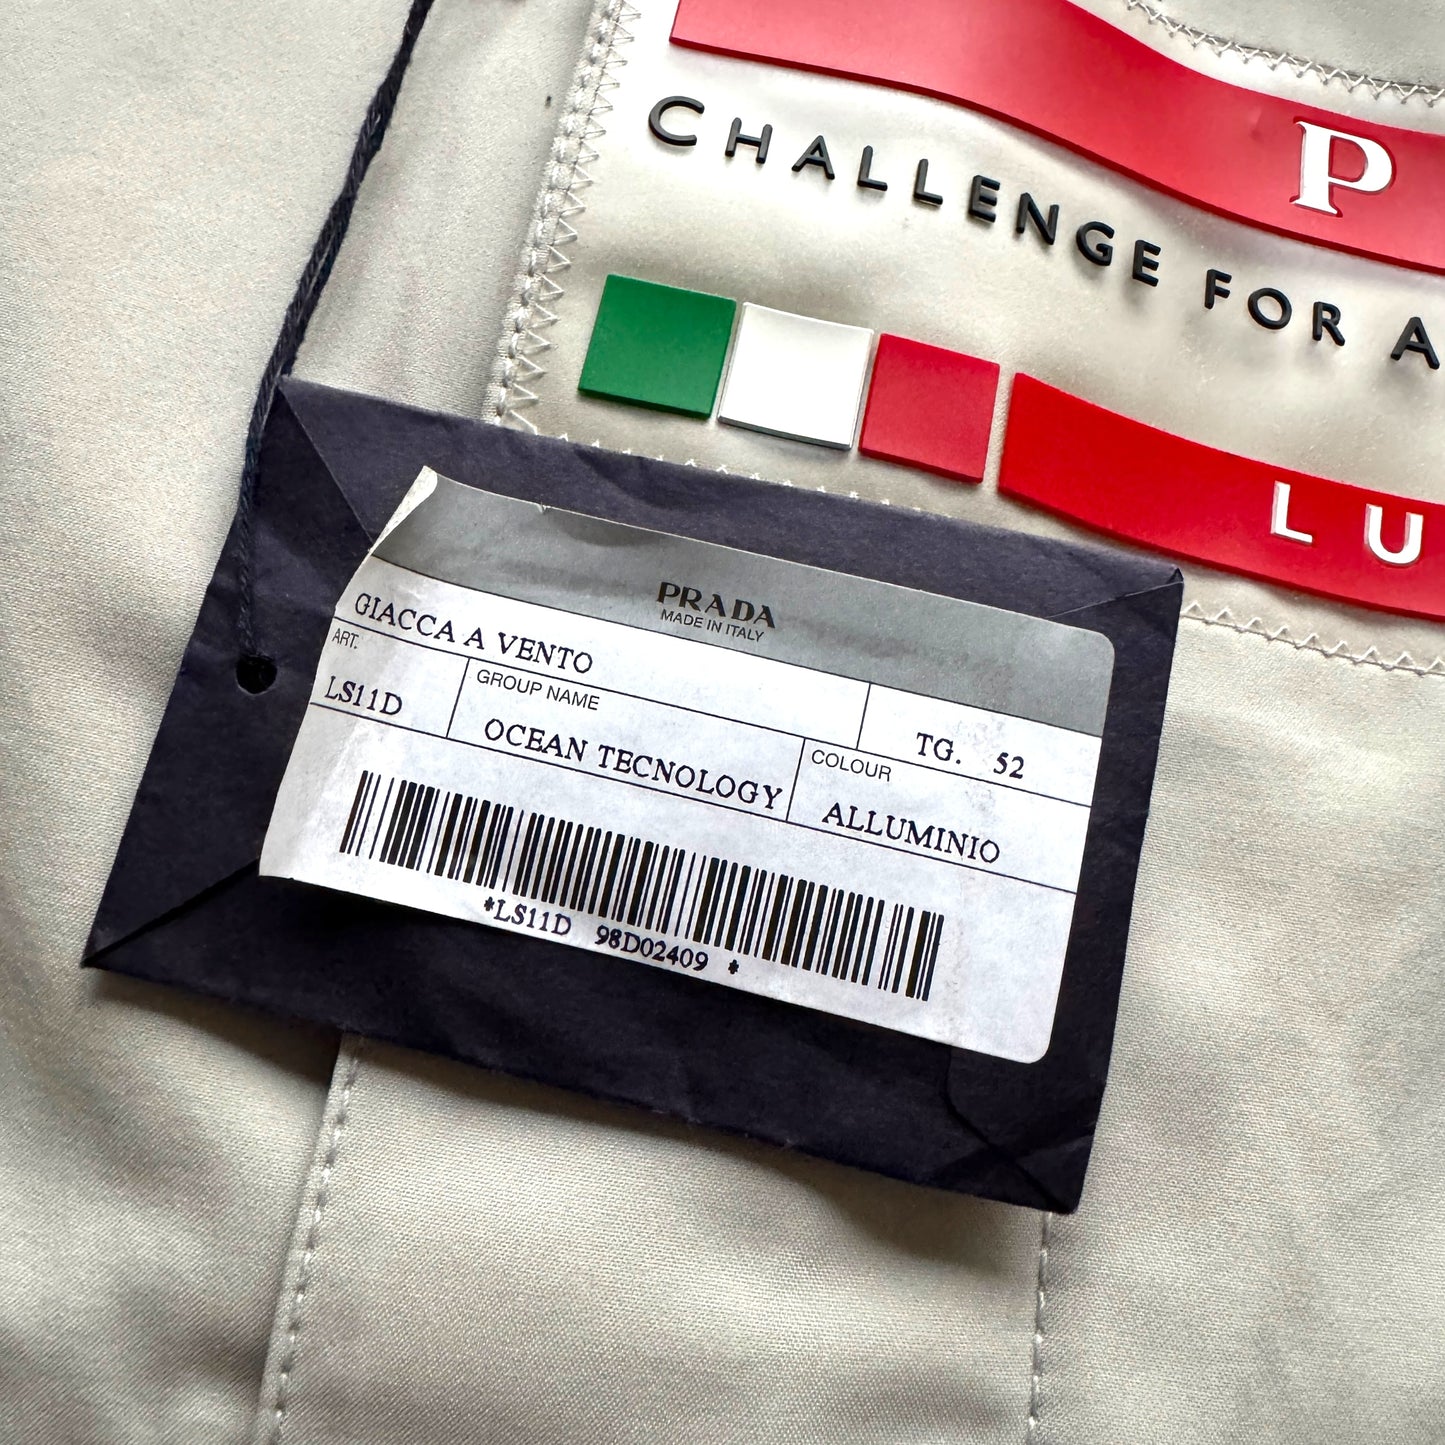 P
CHALLENGE FOR A
LU
PRADA
MADE IN ITALY
GIACCA A VENTO
TG. 52
ART.
LS11D
GROUP NAME
OCEAN TECNOLOGY
COLOUR
ALLUMINIO
*LS11D 98D02409 *